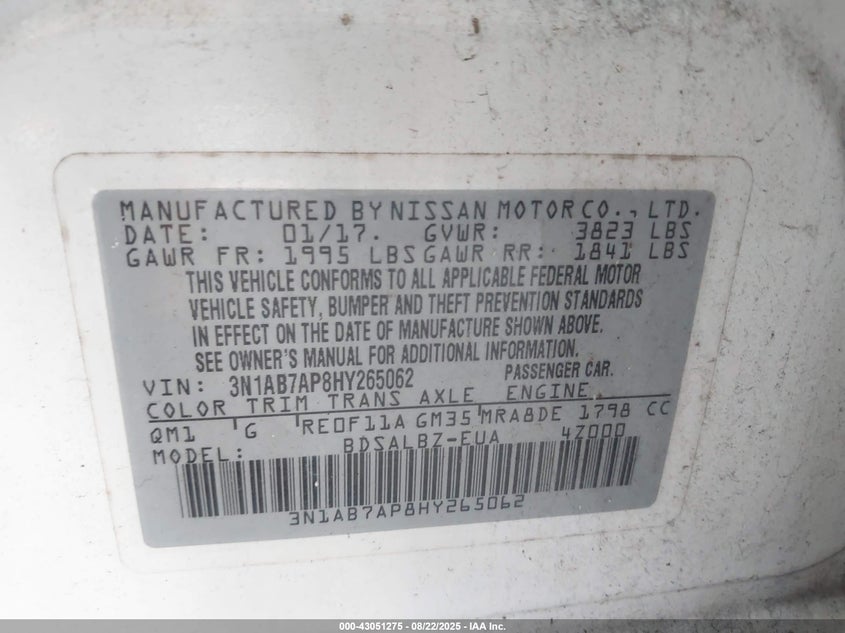 MANUFACTURED BY NISSAN MOTOR CO., LTD.
DATE: 01/17. GVWR: 3823 LBS
GAWR FR: 1995 LBS GAWR RR: 1841 LBS
THIS VEHICLE CONFORMS TO ALL APPLICABLE FEDERAL MOTOR
VEHICLE SAFETY, BUMPER AND THEFT PREVENTION STANDARDS
IN EFFECT ON THE DATE OF MANUFACTURE SHOWN ABOVE.
SEE OWNER'S MANUAL FOR ADDITIONAL INFORMATION.
VIN: 3N1AB7AP8HY265062 PASSENGER CAR.
COLOR TRIM TRANS AXLE ENGINE
QM1 G RE0F11A GM35 MRA8DE 1798 CC
MODEL: BDSALBZ-EUA 4Z000
3N1AB7AP8HY265062
000-43051275 - 08/22/2025 - IAA Inc.